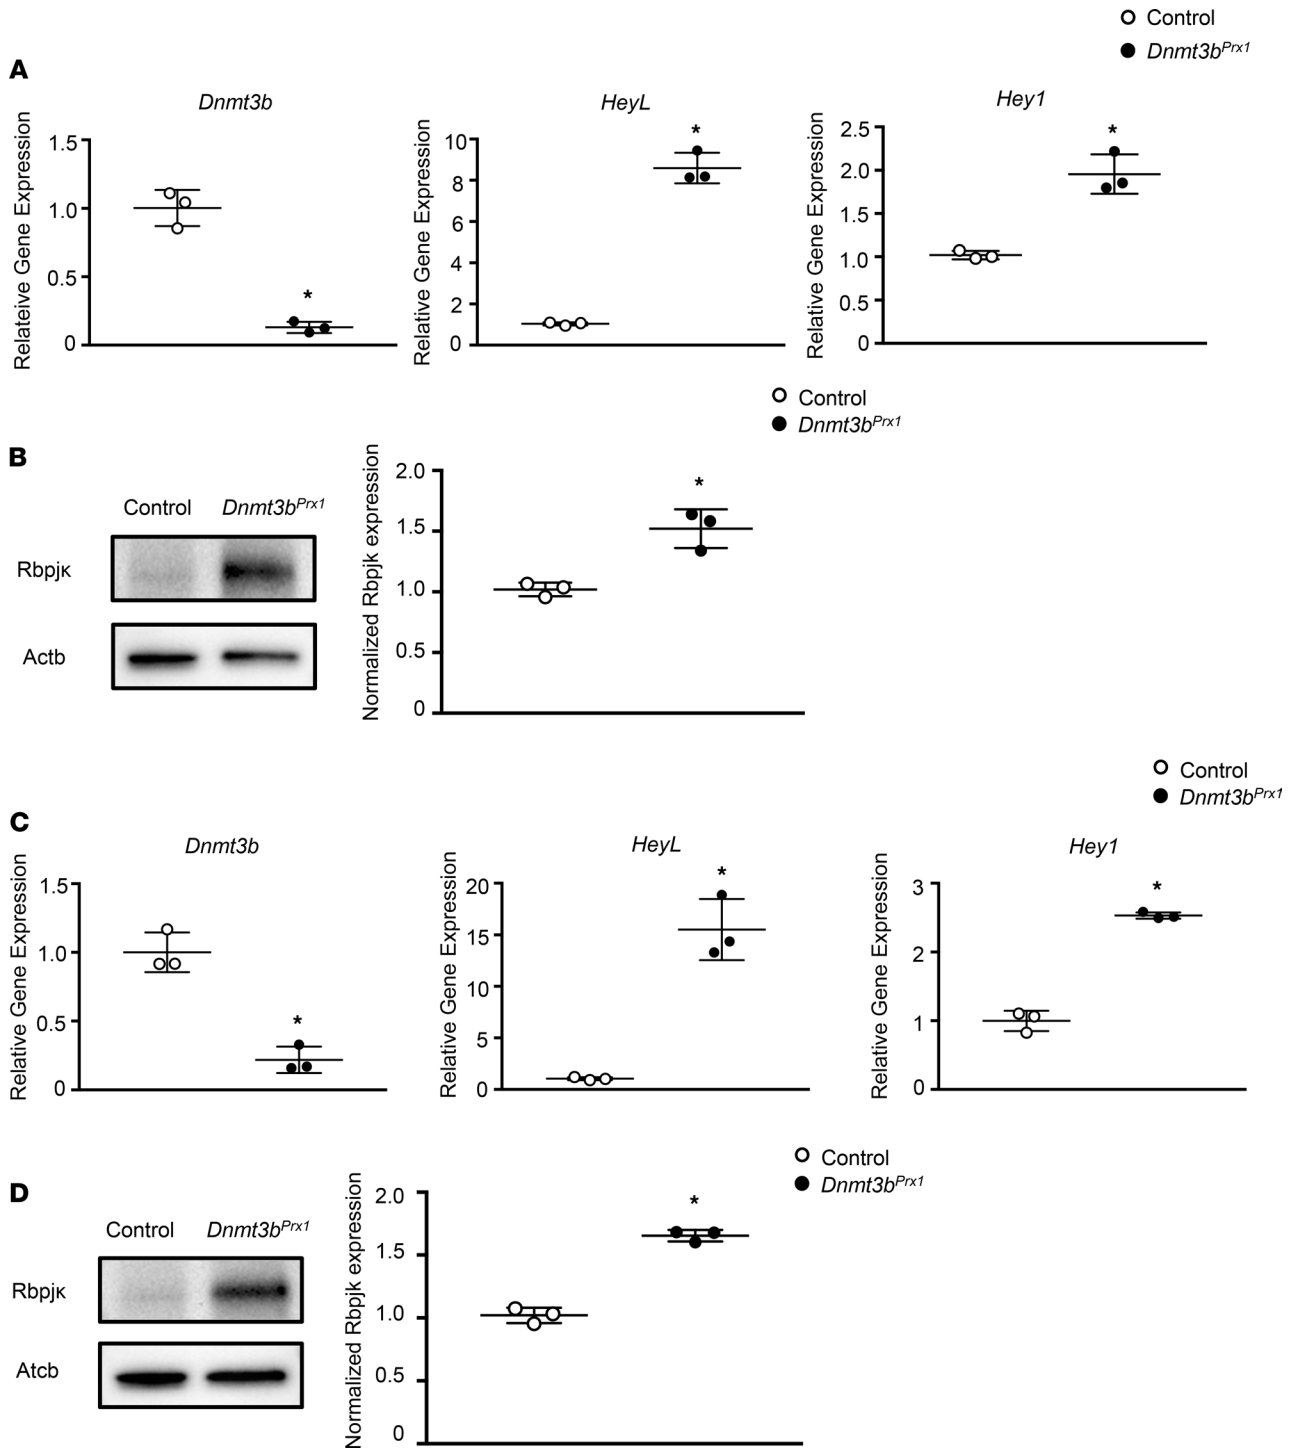 Control
Dnmt3bPrx1
A
Dnmt3b
HeyL
Hey1
Relateive Gene Expression
1.5
1.0
0.5
0
*
Relative Gene Expression
10
8
6
4
2
0
*
Relative Gene Expression
2.5
2.0
1.5
1.0
0.5
0
*
Control
Dnmt3bPrx1
B
Control
Dnmt3bPrx1
Rbpjκ
Actb
Normalized Rbpjk expression
2.0
1.5
1.0
0.5
0
*
Control
Dnmt3bPrx1
C
Dnmt3b
HeyL
Hey1
Relative Gene Expression
1.5
1.0
0.5
0
*
Relative Gene Expression
20
15
10
5
0
*
Relative Gene Expression
3
2
1
0
*
Control
Dnmt3bPrx1
D
Control
Dnmt3bPrx1
Rbpjκ
Atcb
Normalized Rbpjk expression
2.0
1.5
1.0
0.5
0
*